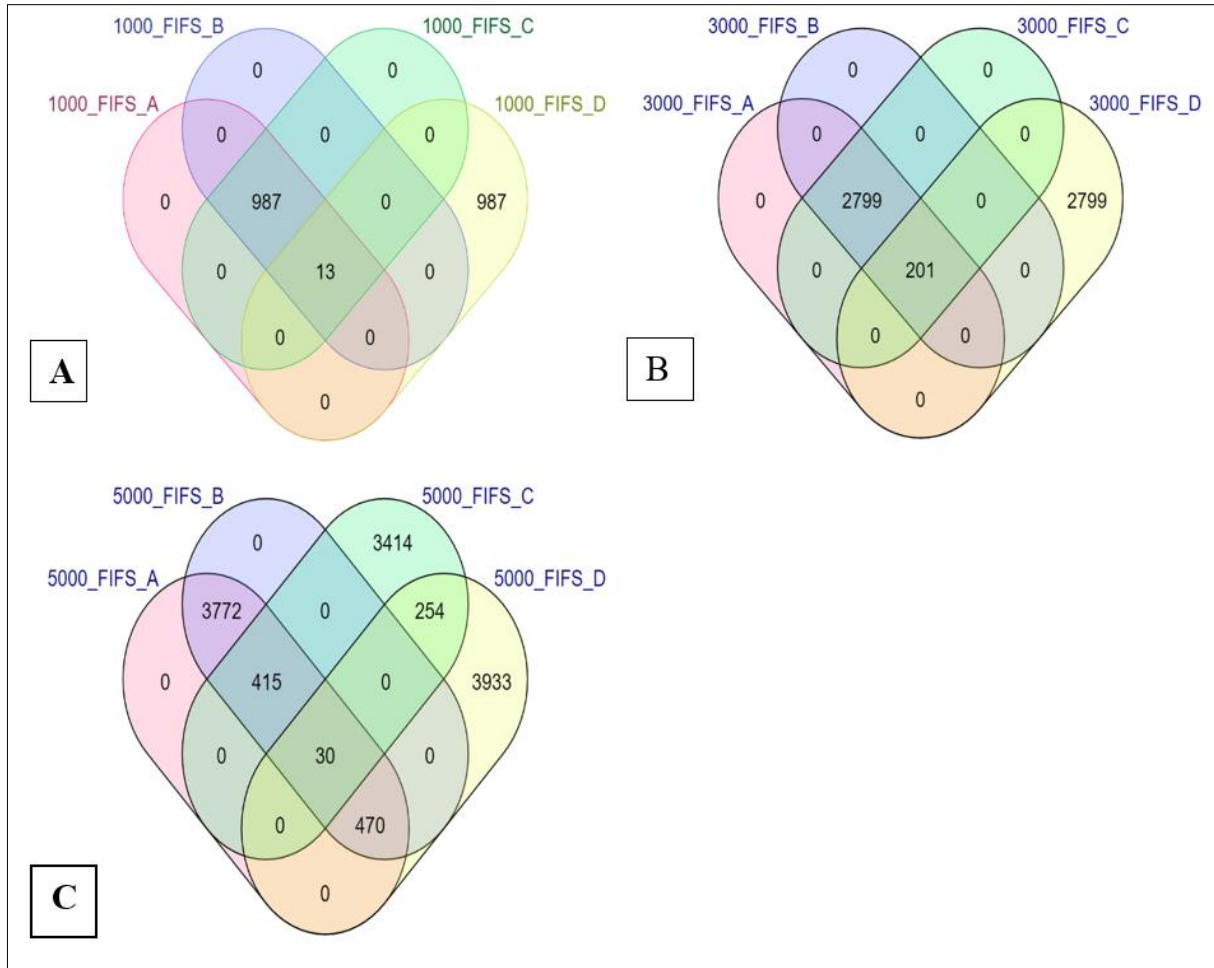 1000_FIFS_B 1000_FIFS_C
1000_FIFS_A 1000_FIFS_D
0 0
0 0 0
0 987 0 987
0 13 0
0 0
0
A
3000_FIFS_B 3000_FIFS_C
3000_FIFS_A 3000_FIFS_D
0 0
0 0 0
0 2799 0 2799
0 201 0
0 0
0
B
5000_FIFS_B 5000_FIFS_C
5000_FIFS_A 5000_FIFS_D
0 3414
3772 0 254
0 415 0 3933
0 30 0
0 470
0
C